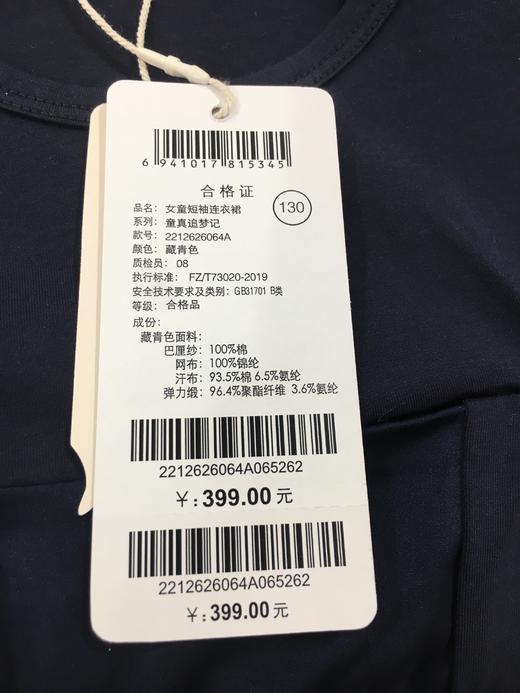 6 941017 815345
合格证
品名：女童短袖连衣裙
130
系列：童真追梦记
款号：2212626064A
颜色：藏青色
质检员：08
执行标准：FZ/T73020-2019
安全技术要求及类别：GB31701 B类
等级：合格品
成份：
藏青色面料：
巴厘纱：100%棉
网布：100%锦纶
汗布：93.5%棉 6.5%氨纶
弹力缎：96.4%聚酯纤维 3.6%氨纶
2212626064A065262
￥：399.00元
2212626064A065262
￥：399.00元